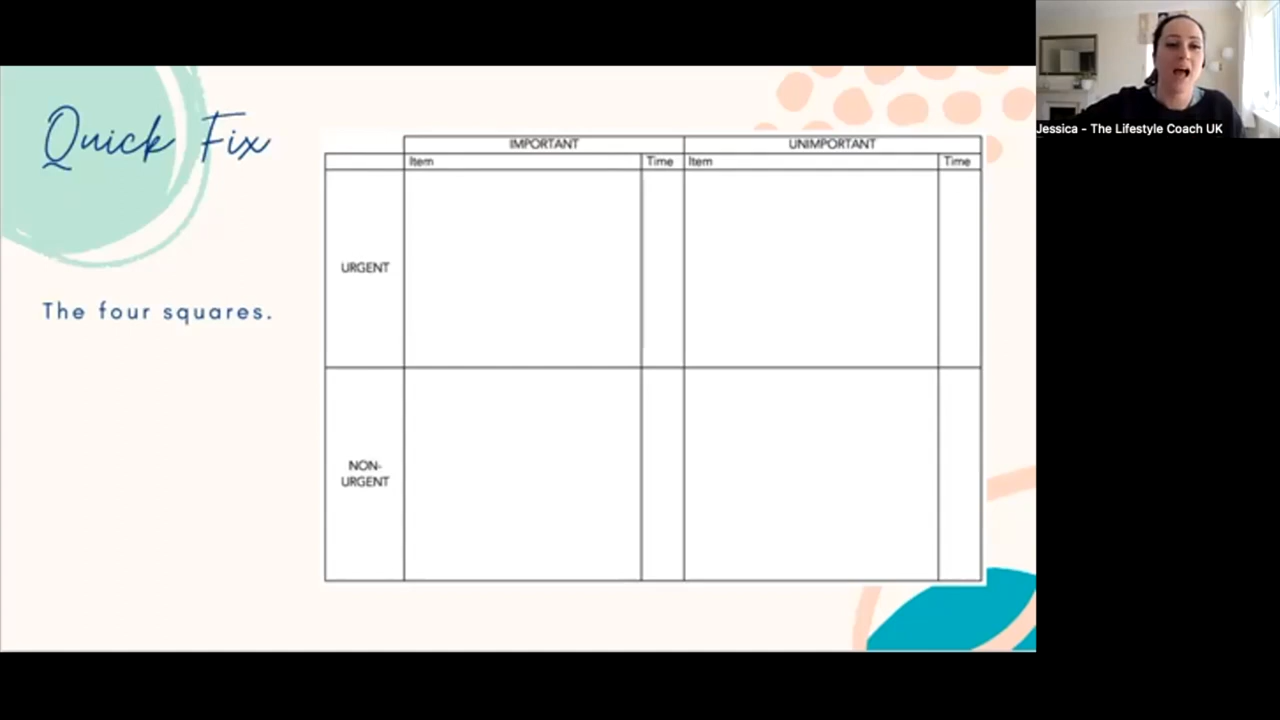 Quick Fix
The four squares.
IMPORTANT UNIMPORTANT
Item Time Item Time
URGENT
NON-
URGENT
Jessica - The Lifestyle Coach UK